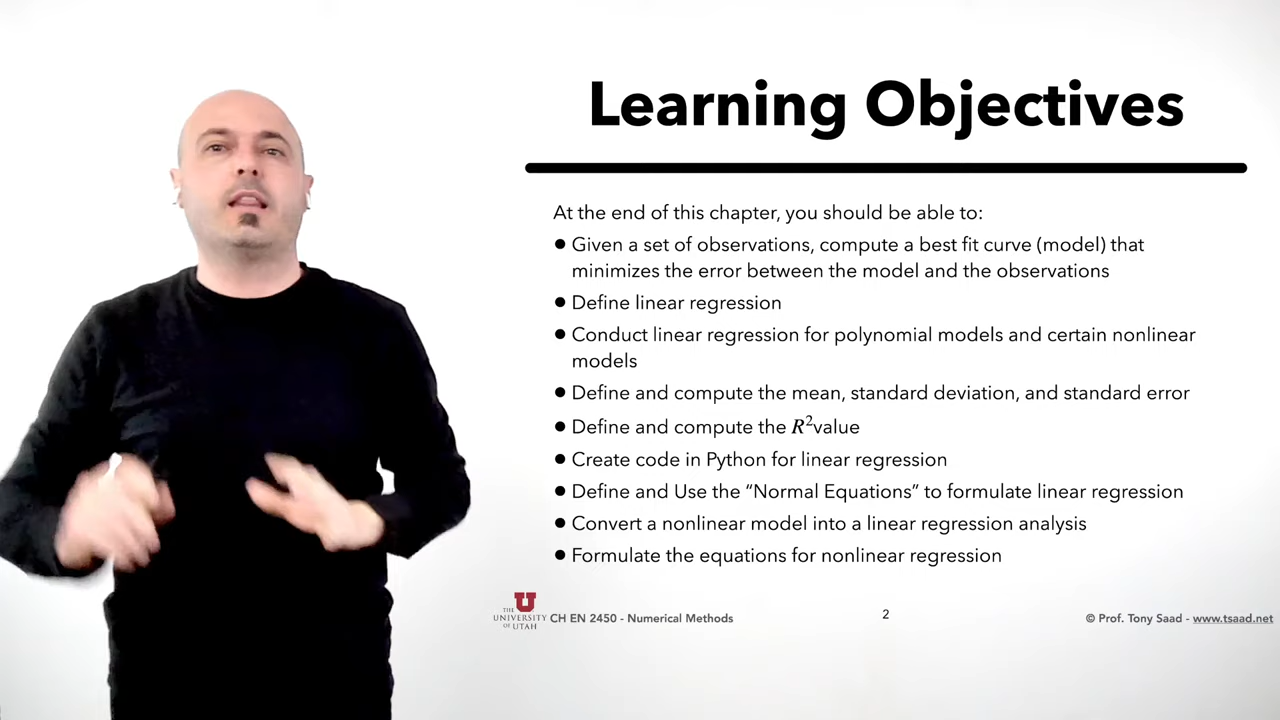 Learning Objectives
At the end of this chapter, you should be able to:
● Given a set of observations, compute a best fit curve (model) that
minimizes the error between the model and the observations
● Define linear regression
● Conduct linear regression for polynomial models and certain nonlinear
models
● Define and compute the mean, standard deviation, and standard error
● Define and compute the R²value
● Create code in Python for linear regression
● Define and Use the “Normal Equations” to formulate linear regression
● Convert a nonlinear model into a linear regression analysis
● Formulate the equations for nonlinear regression
U
THE
UNIVERSITY
OF UTAH
CH EN 2450 - Numerical Methods
2
© Prof. Tony Saad - www.tsaad.net